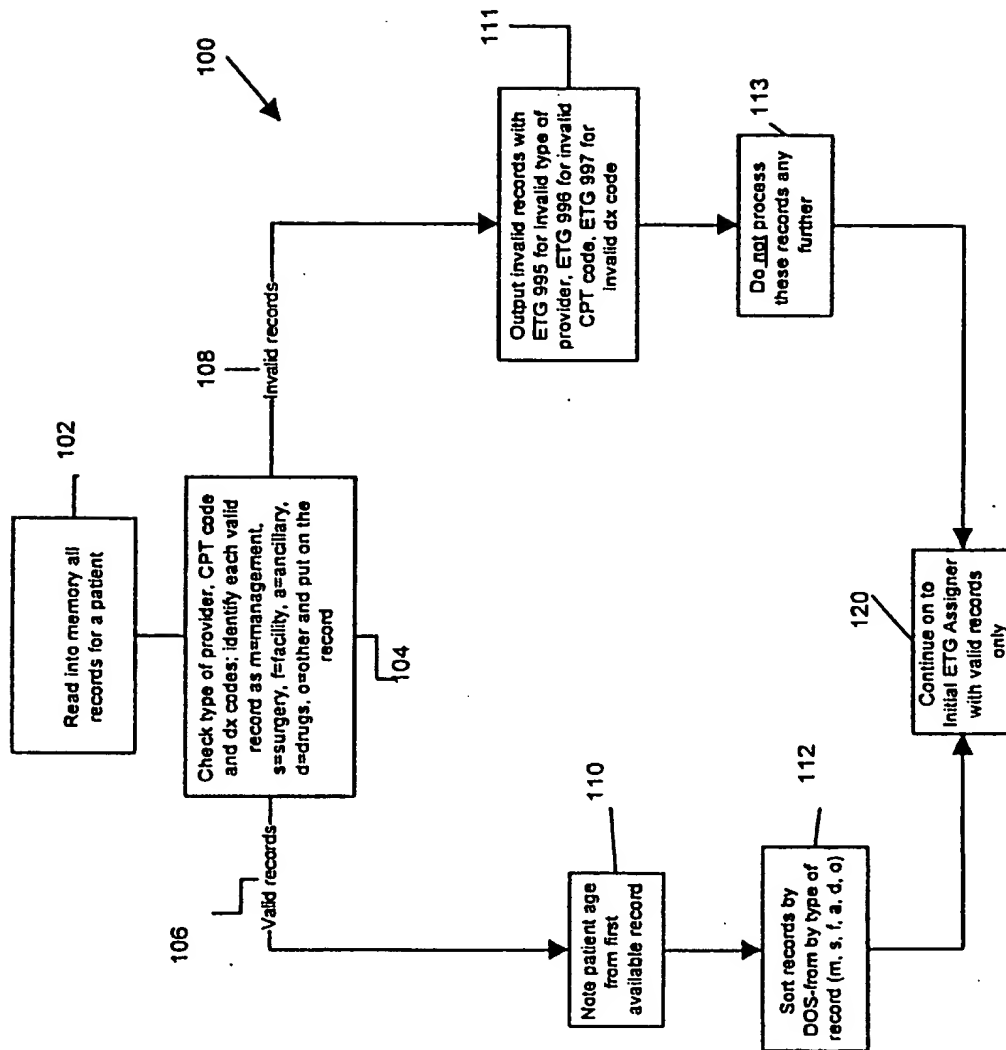 100
102
Read into memory all
records for a patient
Check type of provider, CPT code
and dx codes; identify each valid
record as m=management,
s=surgery, f=facility, a=ancillary,
d=drugs, o=other and put on the
record
104
106
Valid records
108
Invalid records
110
Note patient age
from first
available record
112
Sort records by
DOS-from by type of
record (m, s, f, a, d, o)
111
Output invalid records with
ETG 995 for invalid type of
provider, ETG 996 for invalid
CPT code, ETG 997 for
invalid dx code
113
Do not process
these records any
further
120
Continue on to
Initial ETG Assigner
with valid records
only